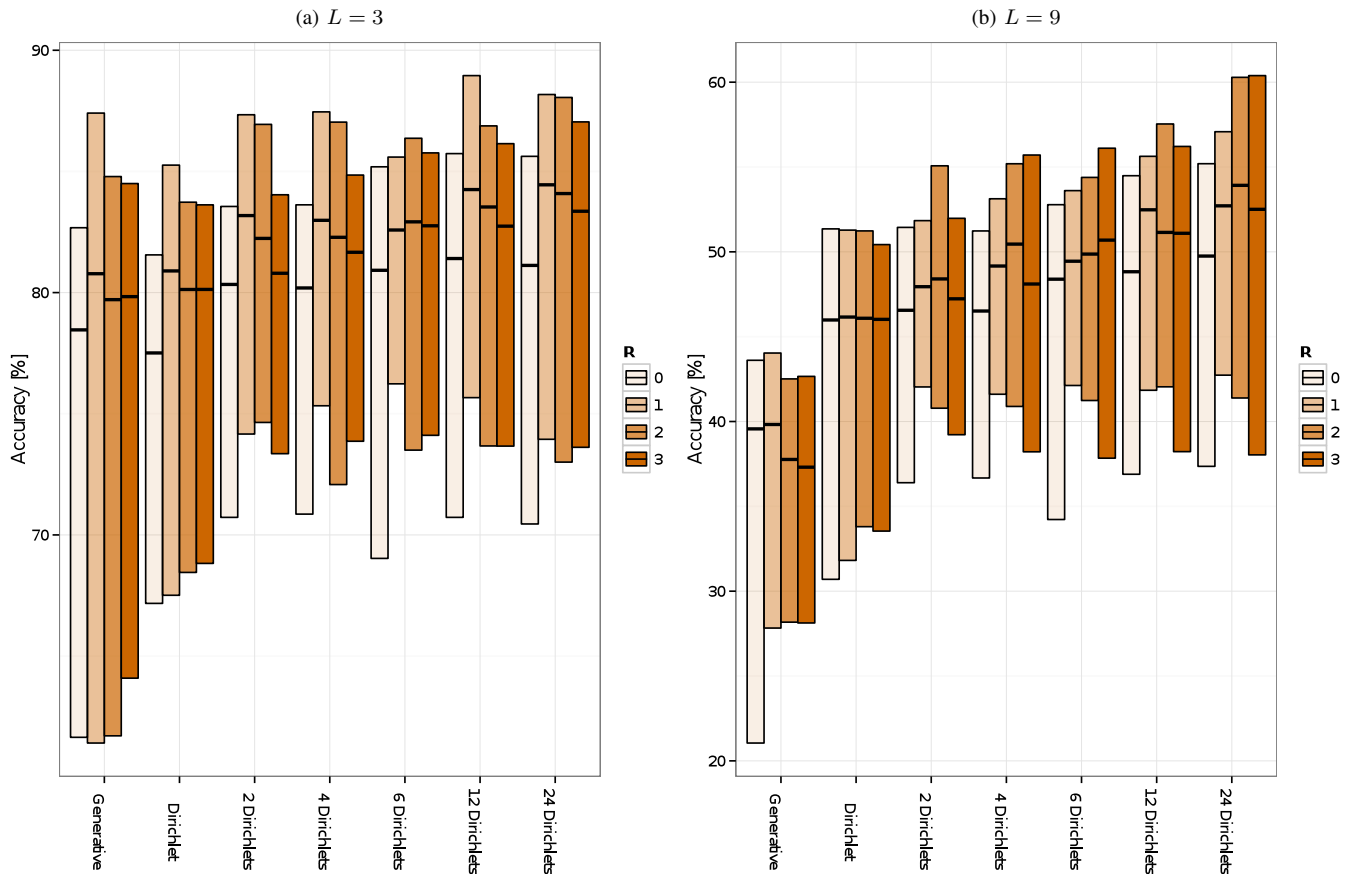 (a) L = 3
90
80
70
Accuracy [%]
Generative
Dirichlet
2 Dirichlets
4 Dirichlets
6 Dirichlets
12 Dirichlets
24 Dirichlets
R
0
1
2
3
(b) L = 9
60
50
40
30
20
Accuracy [%]
Generative
Dirichlet
2 Dirichlets
4 Dirichlets
6 Dirichlets
12 Dirichlets
24 Dirichlets
R
0
1
2
3